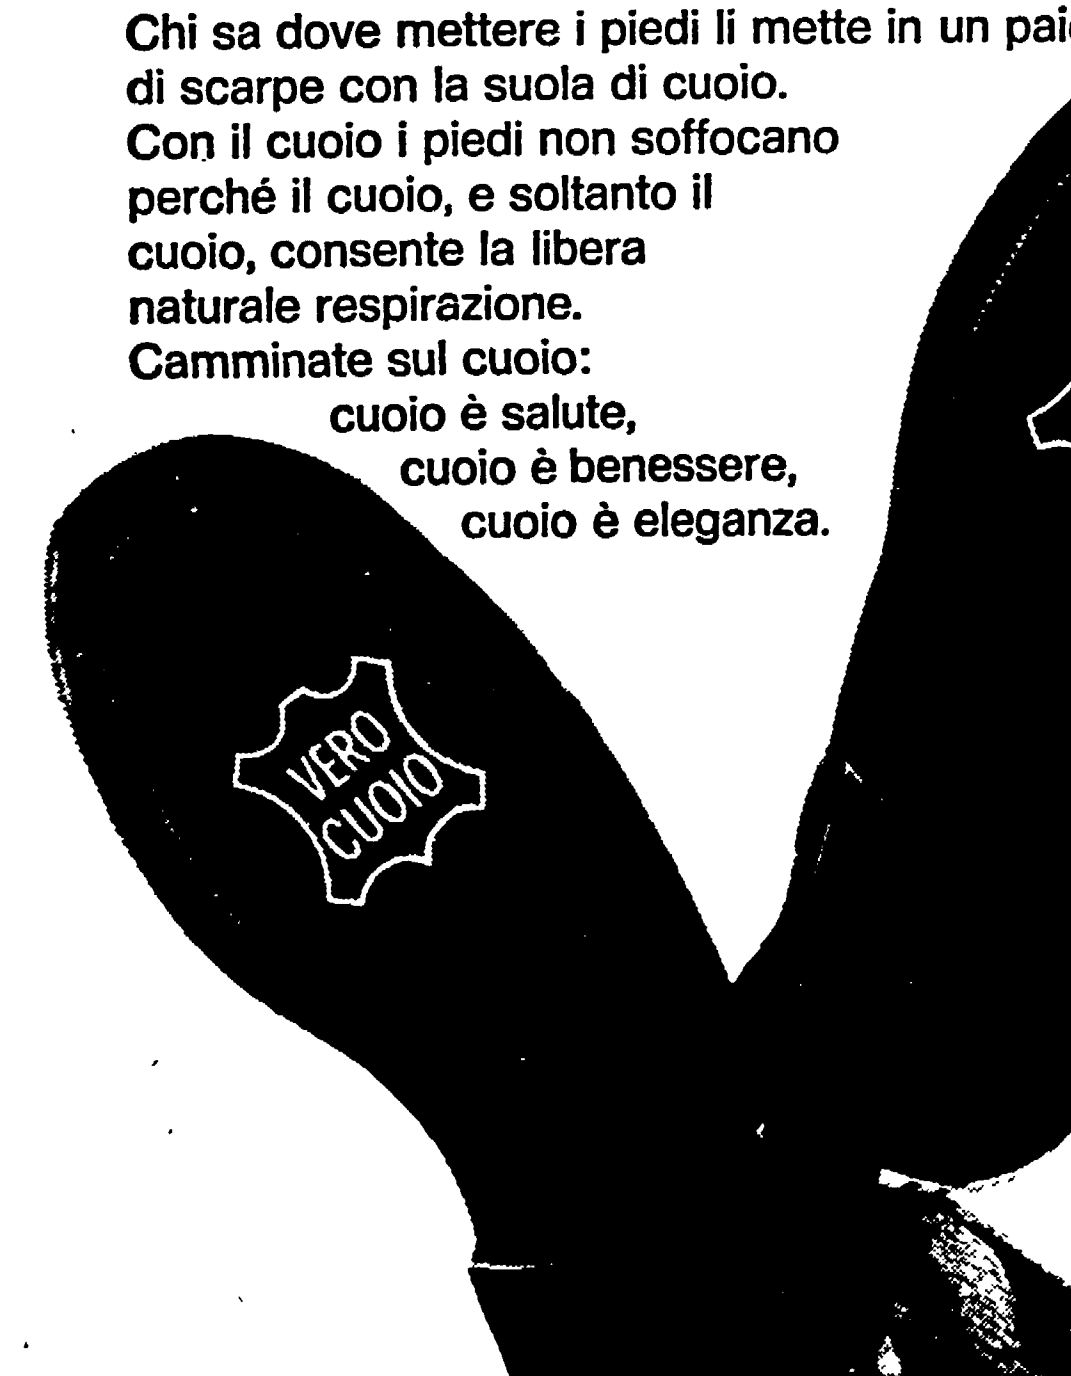 Chi sa dove mettere i piedi li mette in un paio
di scarpe con la suola di cuoio.
Con il cuoio i piedi non soffocano
perché il cuoio, e soltanto il
cuoio, consente la libera
naturale respirazione.
Camminate sul cuoio:
cuoio è salute,
cuoio è benessere,
cuoio è eleganza.
VERO
CUOIO